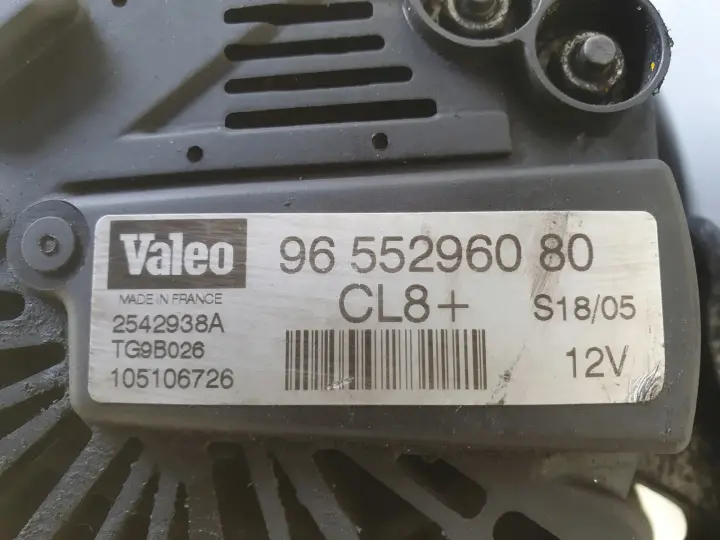 Valeo 96 552960 80
MADE IN FRANCE CL8+ S18/05
2542938A
TG9B026 12V
105106726